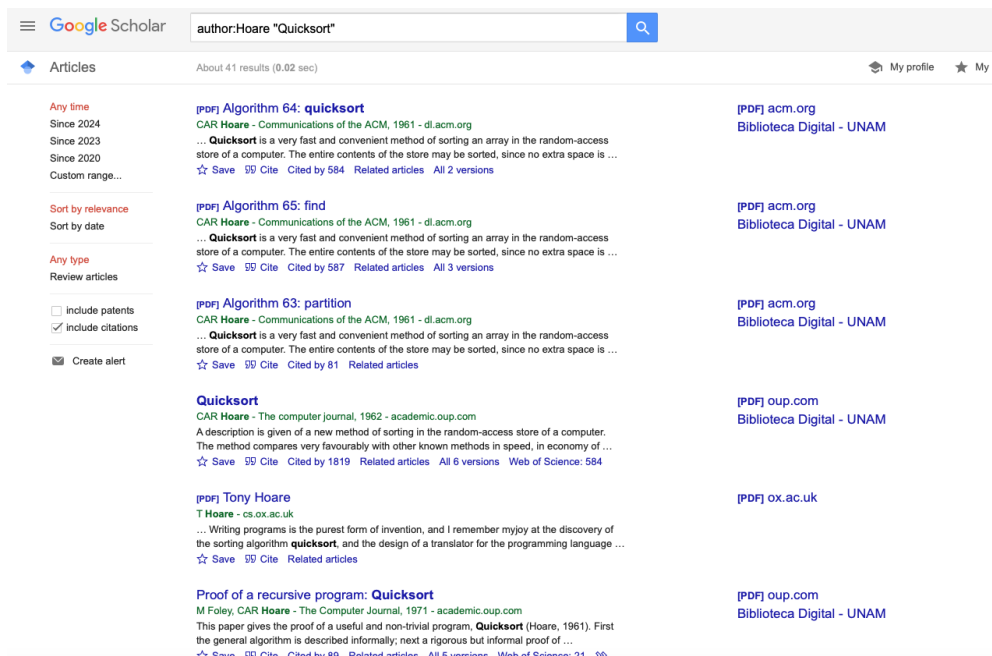 Google Scholar
author:Hoare "Quicksort"
Articles
About 41 results (0.02 sec)
My profile
My
Any time
Since 2024
Since 2023
Since 2020
Custom range...
Sort by relevance
Sort by date
Any type
Review articles
include patents
include citations
Create alert
[PDF] Algorithm 64: quicksort
CAR Hoare - Communications of the ACM, 1961 - dl.acm.org
… Quicksort is a very fast and convenient method of sorting an array in the random-access
store of a computer. The entire contents of the store may be sorted, since no extra space is …
Save Cite Cited by 584 Related articles All 2 versions
[PDF] acm.org
Biblioteca Digital - UNAM
[PDF] Algorithm 65: find
CAR Hoare - Communications of the ACM, 1961 - dl.acm.org
… Quicksort is a very fast and convenient method of sorting an array in the random-access
store of a computer. The entire contents of the store may be sorted, since no extra space is …
Save Cite Cited by 587 Related articles All 3 versions
[PDF] acm.org
Biblioteca Digital - UNAM
[PDF] Algorithm 63: partition
CAR Hoare - Communications of the ACM, 1961 - dl.acm.org
… Quicksort is a very fast and convenient method of sorting an array in the random-access
store of a computer. The entire contents of the store may be sorted, since no extra space is …
Save Cite Cited by 81 Related articles
[PDF] acm.org
Biblioteca Digital - UNAM
Quicksort
CAR Hoare - The computer journal, 1962 - academic.oup.com
A description is given of a new method of sorting in the random-access store of a computer.
The method compares very favourably with other known methods in speed, in economy of …
Save Cite Cited by 1819 Related articles All 6 versions Web of Science: 584
[PDF] oup.com
Biblioteca Digital - UNAM
[PDF] Tony Hoare
T Hoare - cs.ox.ac.uk
… Writing programs is the purest form of invention, and I remember myjoy at the discovery of
the sorting algorithm quicksort, and the design of a translator for the programming language …
Save Cite Related articles
[PDF] ox.ac.uk
Proof of a recursive program: Quicksort
M Foley, CAR Hoare - The Computer Journal, 1971 - academic.oup.com
This paper gives the proof of a useful and non-trivial program, Quicksort (Hoare, 1961). First
the general algorithm is described informally; next a rigorous but informal proof of …
Save Cite Cited by 89 Related articles All 5 versions Web of Science: 21
[PDF] oup.com
Biblioteca Digital - UNAM